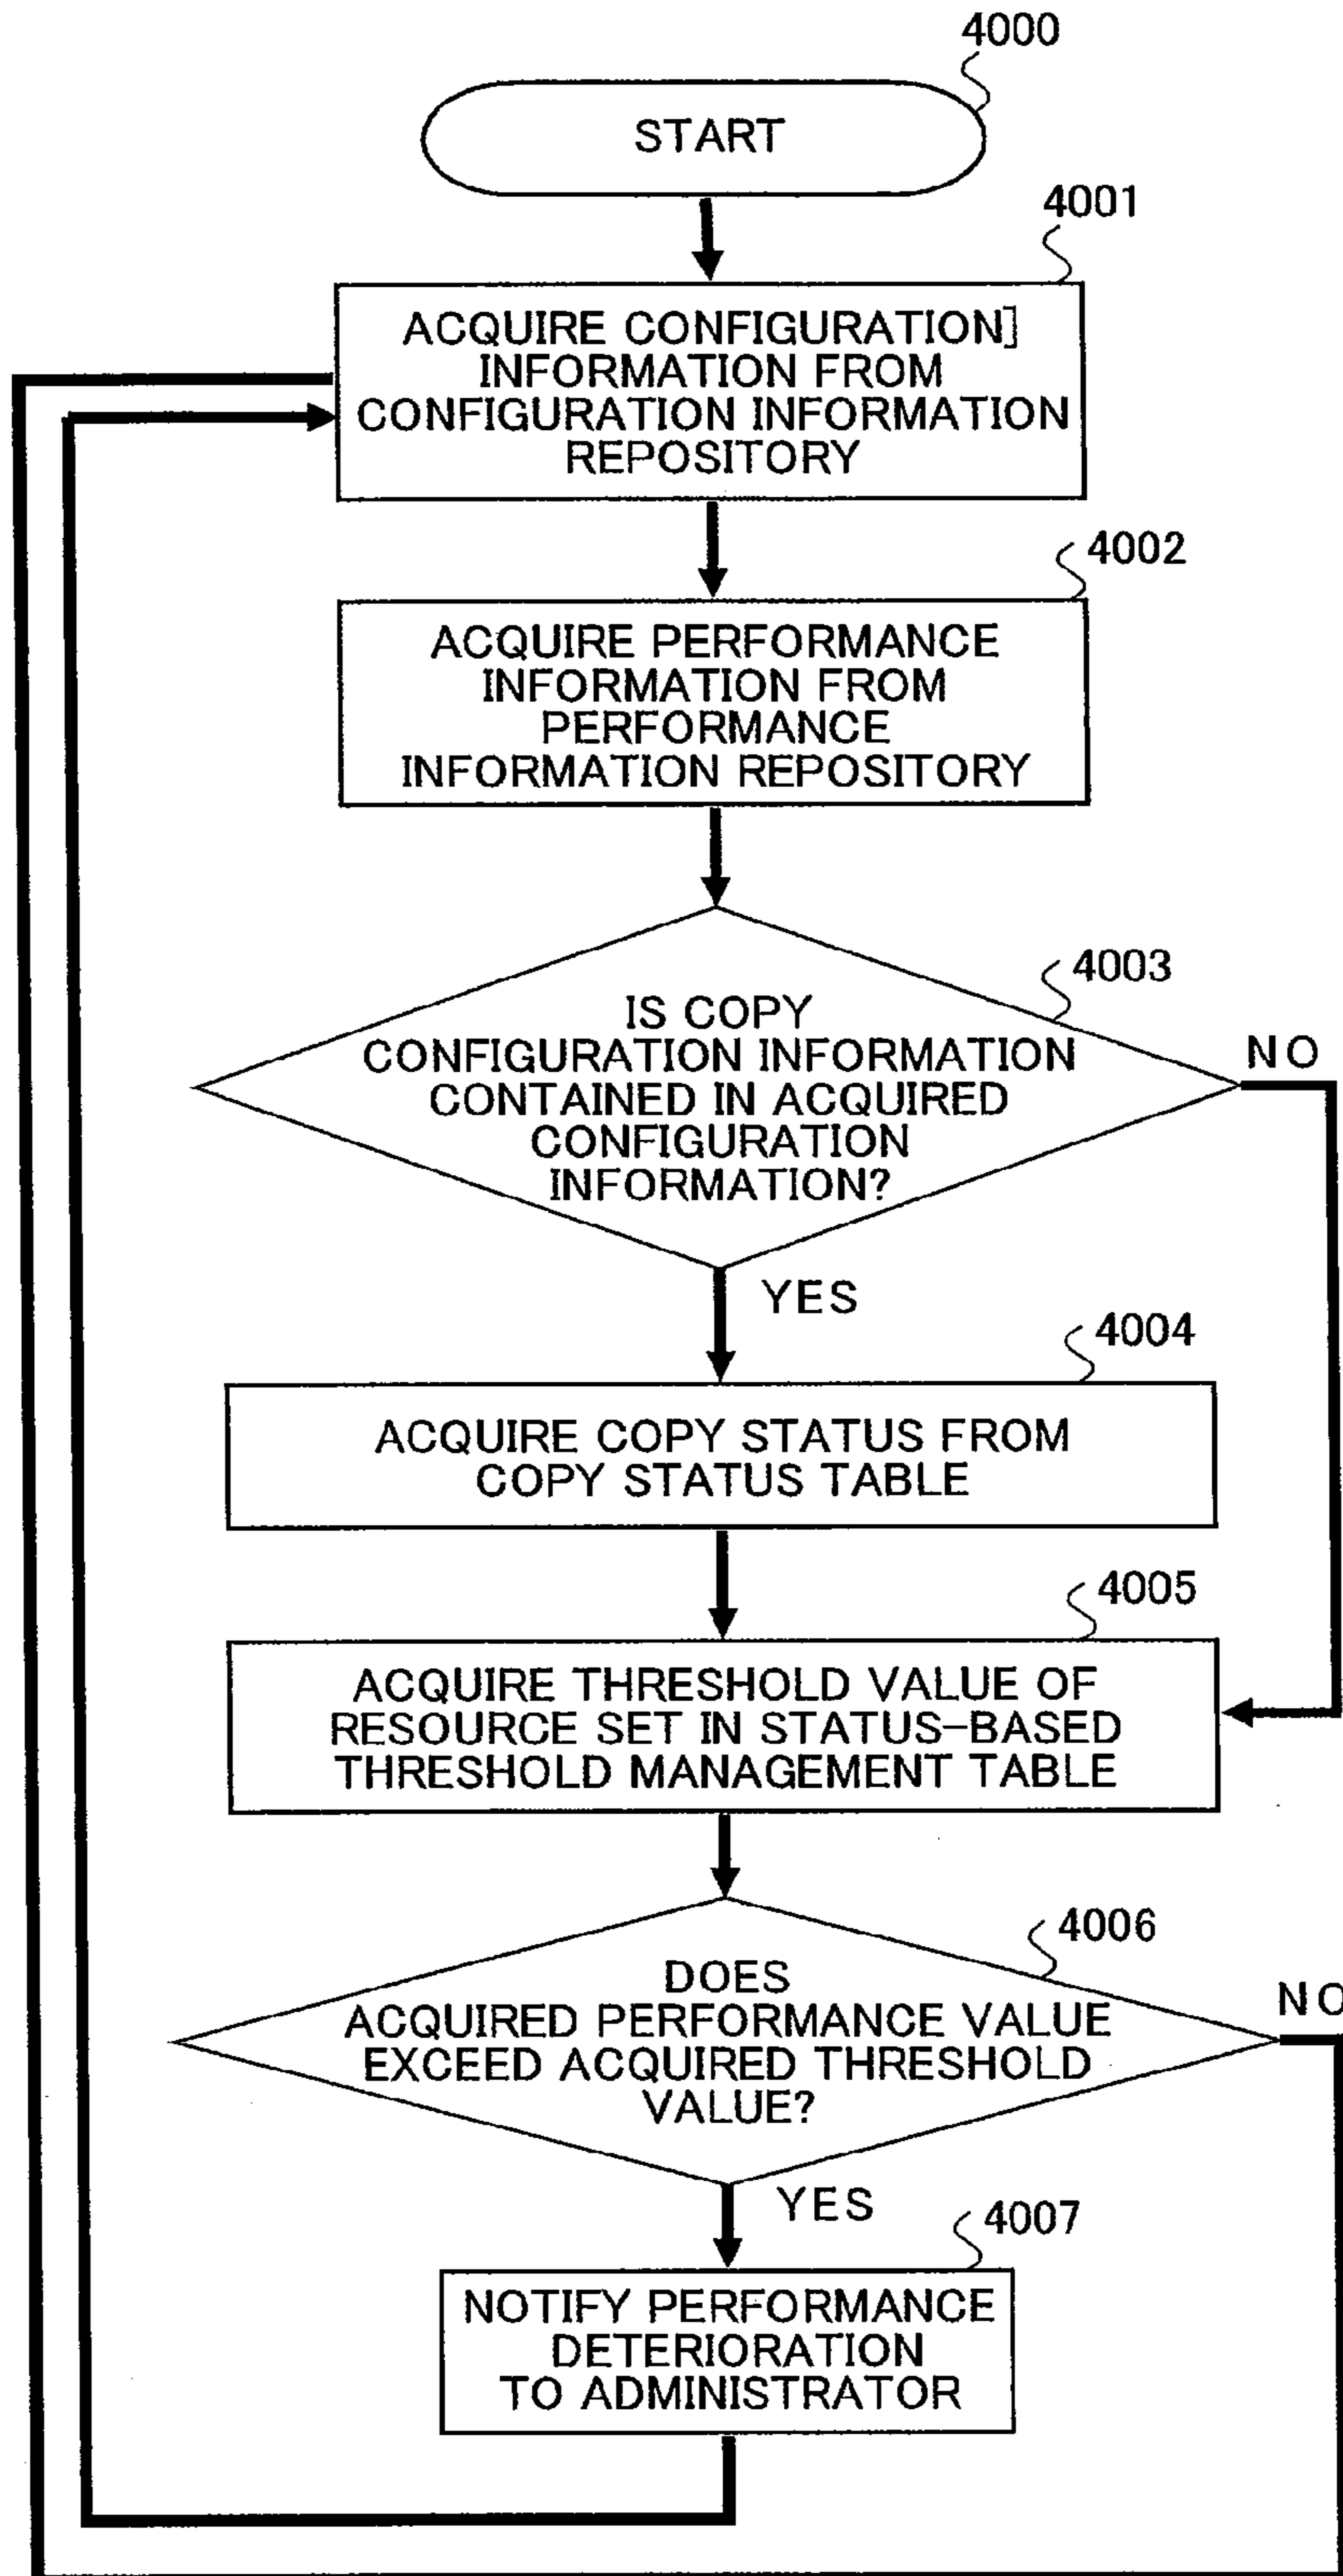 4000
START
4001
ACQUIRE CONFIGURATION]
INFORMATION FROM
CONFIGURATION INFORMATION
REPOSITORY
4002
ACQUIRE PERFORMANCE
INFORMATION FROM
PERFORMANCE
INFORMATION REPOSITORY
4003
IS COPY
CONFIGURATION INFORMATION
CONTAINED IN ACQUIRED
CONFIGURATION
INFORMATION?
NO
YES
4004
ACQUIRE COPY STATUS FROM
COPY STATUS TABLE
4005
ACQUIRE THRESHOLD VALUE OF
RESOURCE SET IN STATUS-BASED
THRESHOLD MANAGEMENT TABLE
4006
DOES
ACQUIRED PERFORMANCE VALUE
EXCEED ACQUIRED THRESHOLD
VALUE?
NO
YES
4007
NOTIFY PERFORMANCE
DETERIORATION
TO ADMINISTRATOR